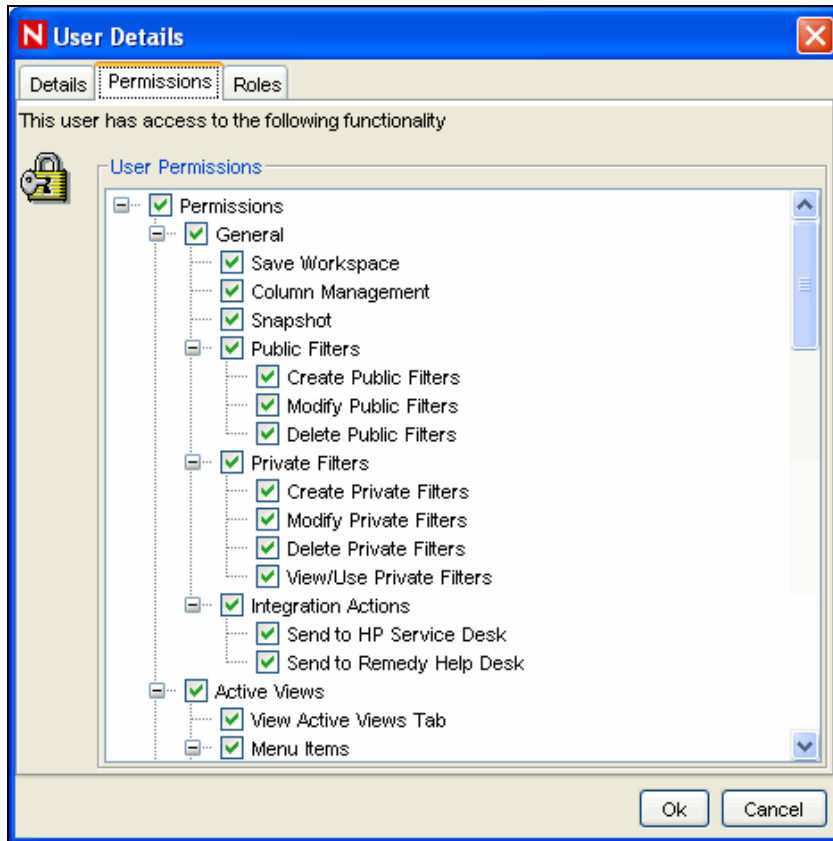 N User Details
Details Permissions Roles
This user has access to the following functionality
User Permissions
Permissions
General
Save Workspace
Column Management
Snapshot
Public Filters
Create Public Filters
Modify Public Filters
Delete Public Filters
Private Filters
Create Private Filters
Modify Private Filters
Delete Private Filters
View/Use Private Filters
Integration Actions
Send to HP Service Desk
Send to Remedy Help Desk
Active Views
View Active Views Tab
Menu Items
Ok Cancel